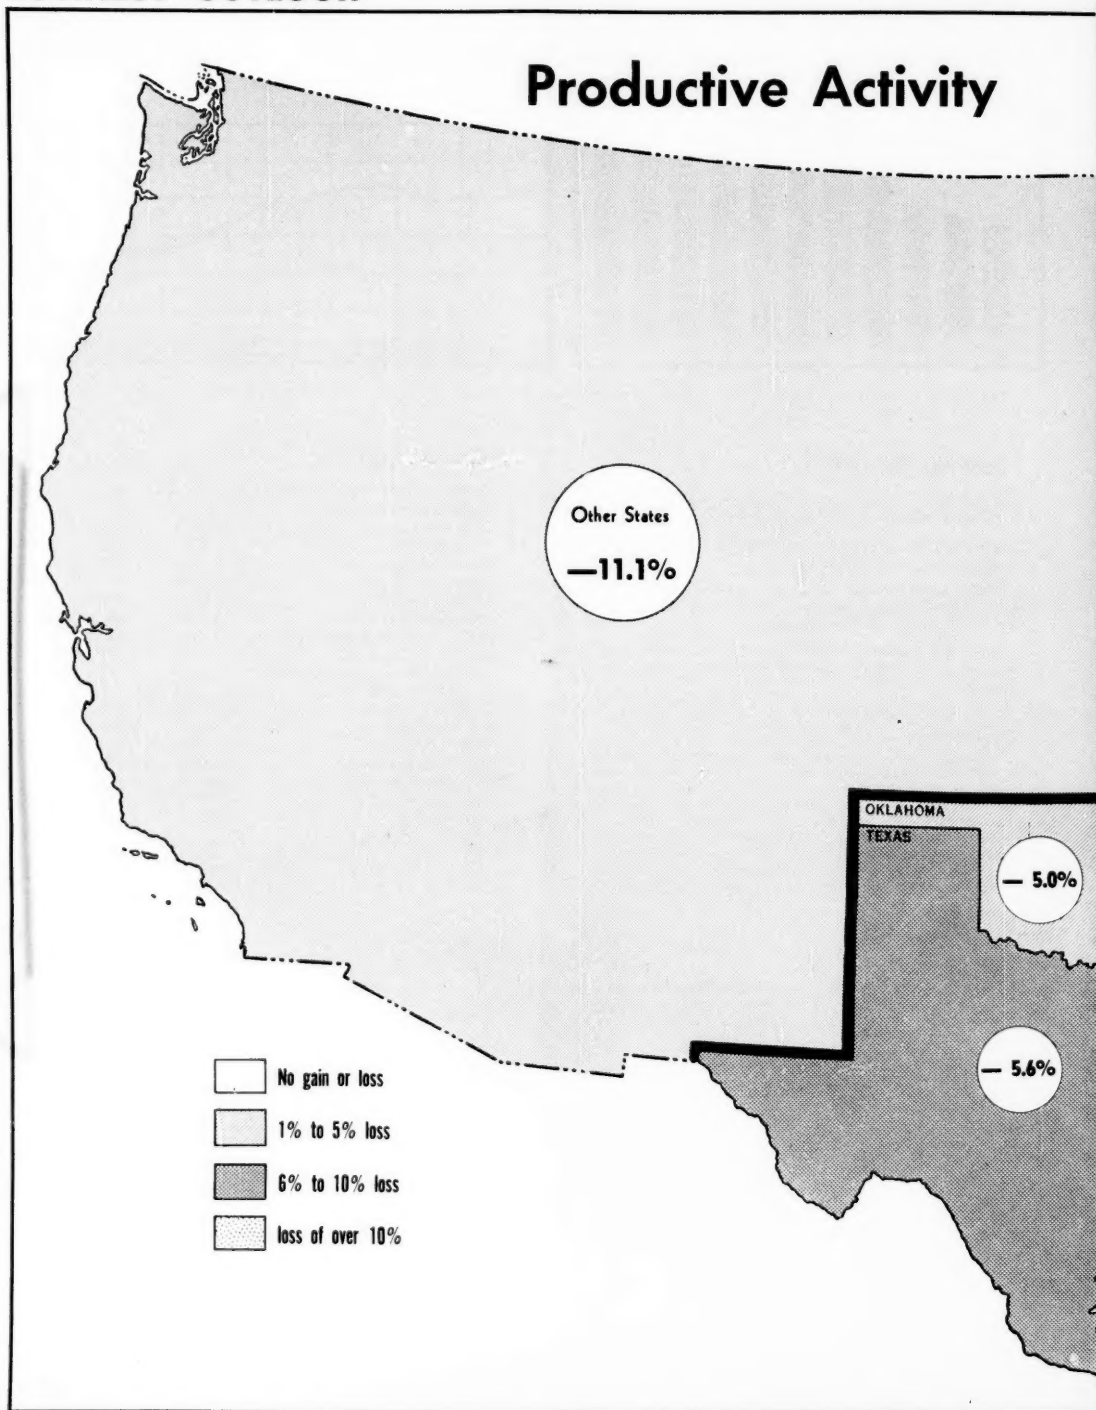 Productive Activity
Other States
—11.1%
OKLAHOMA
TEXAS
— 5.0%
— 5.6%
No gain or loss
1% to 5% loss
6% to 10% loss
loss of over 10%